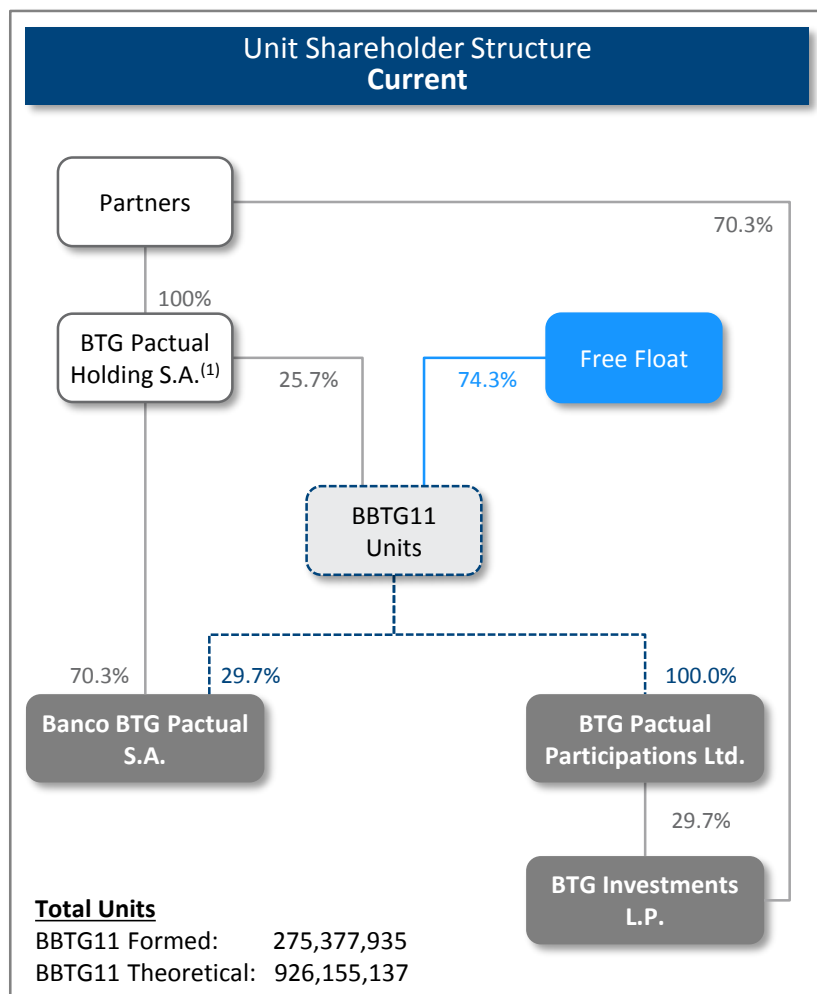 Unit Shareholder Structure
Current
Partners
70.3%
100%
BTG Pactual
Holding S.A.(1)
25.7%
74.3%
Free Float
BBTG11
Units
70.3%
29.7%
100.0%
Banco BTG Pactual
S.A.
BTG Pactual
Participations Ltd.
29.7%
BTG Investments
L.P.
Total Units
BBTG11 Formed: 275,377,935
BBTG11 Theoretical: 926,155,137